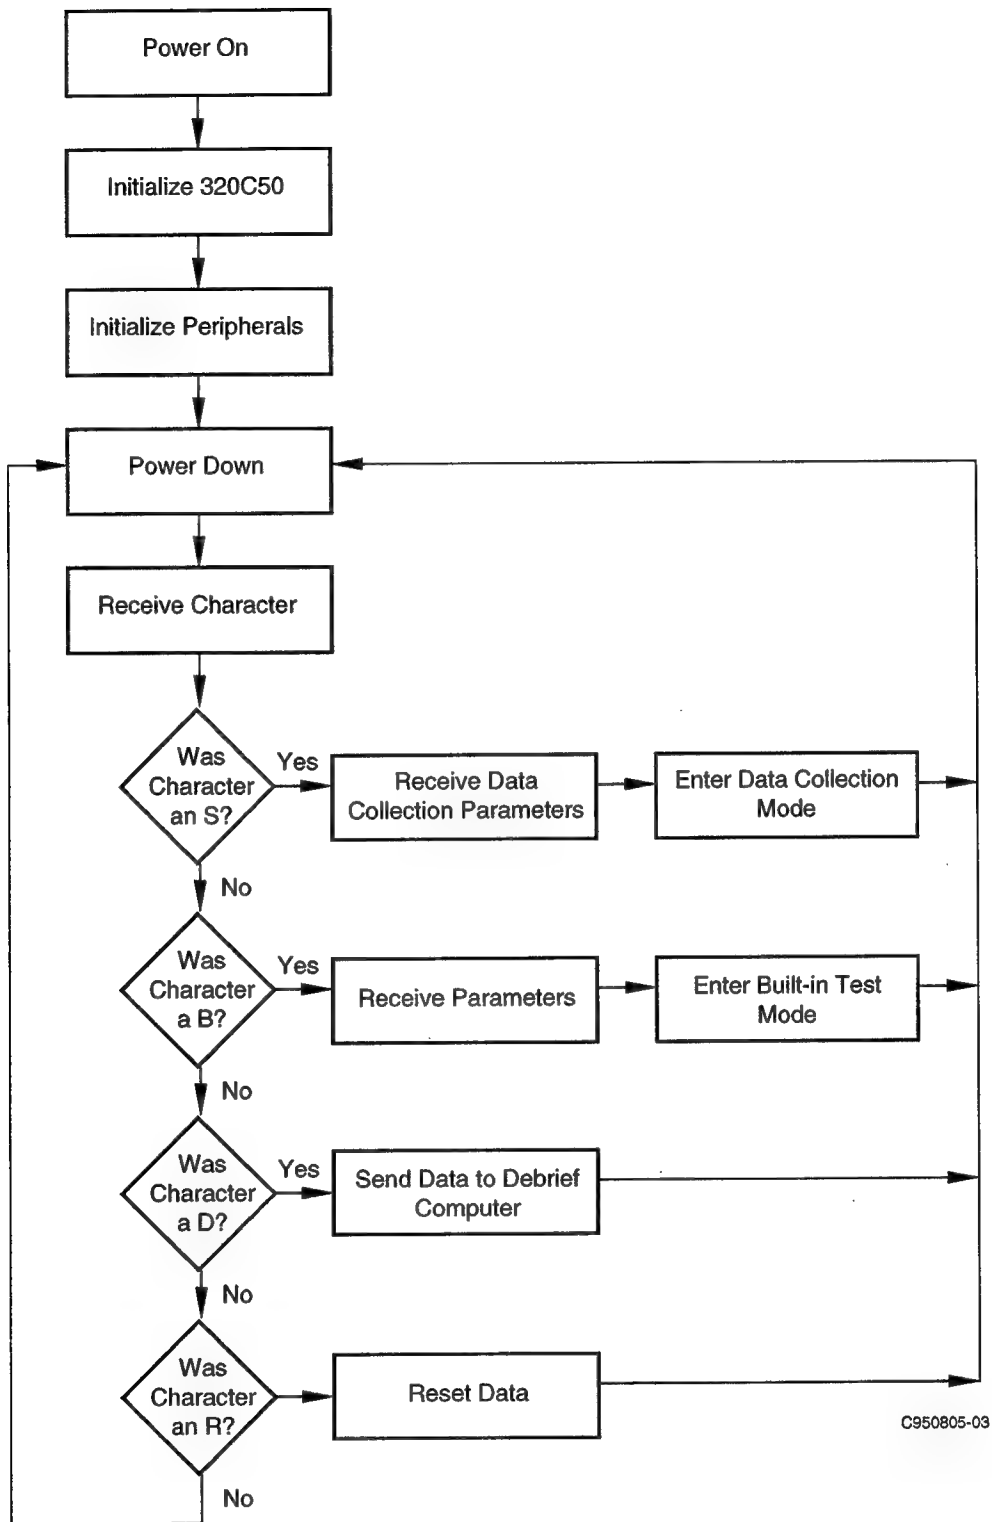 Power On
Initialize 320C50
Initialize Peripherals
Power Down
Receive Character
Was
Character
an S?
Yes
Receive Data
Collection Parameters
Enter Data Collection
Mode
No
Was
Character
a B?
Yes
Receive Parameters
Enter Built-in Test
Mode
No
Was
Character
a D?
Yes
Send Data to Debrief
Computer
No
Was
Character
an R?
Reset Data
C950805-03
No